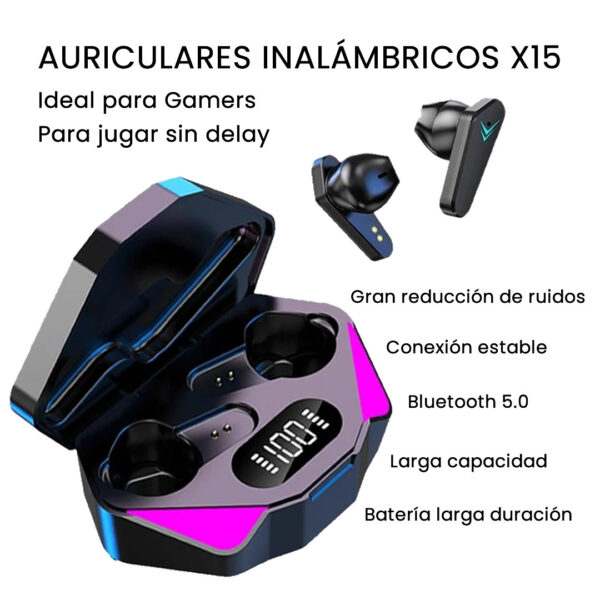 AURICULARES INALÁMBRICOS X15
Ideal para Gamers
Para jugar sin delay
Gran reducción de ruidos
Conexión estable
Bluetooth 5.0
Larga capacidad
Batería larga duración
100